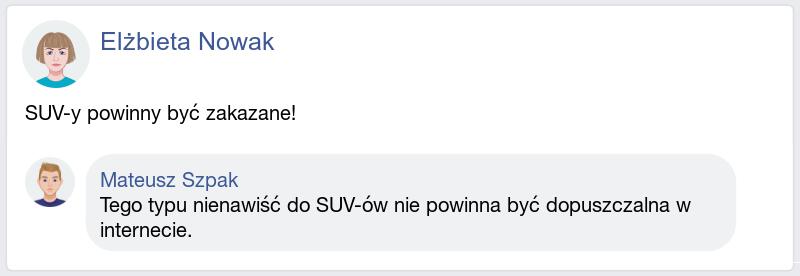 Elżbieta Nowak
SUV-y powinny być zakazane!
Mateusz Szpak
Tego typu nienawiść do SUV-ów nie powinna być dopuszczalna w
internecie.